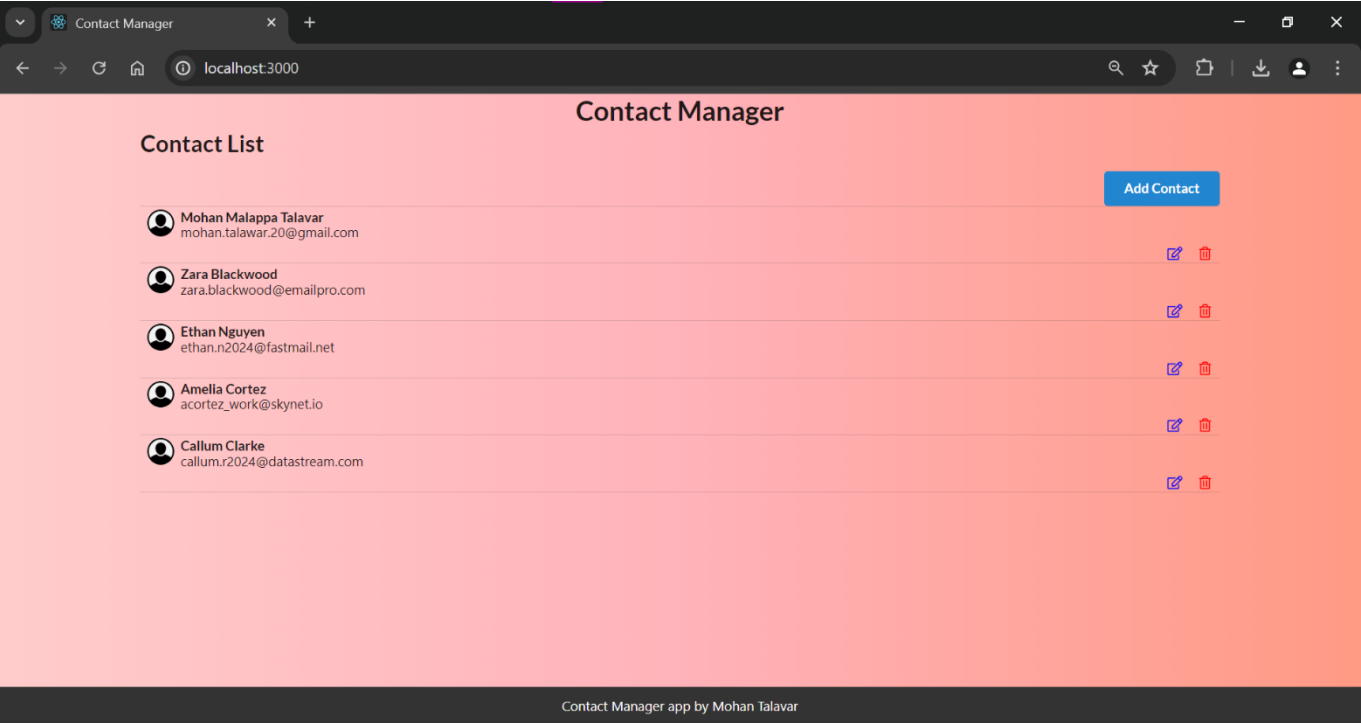 Contact Manager
localhost:3000
Contact Manager
Contact List
Add Contact
Mohan Malappa Talavar
mohan.talawar.20@gmail.com
Zara Blackwood
zara.blackwood@emailpro.com
Ethan Nguyen
ethan.n2024@fastmail.net
Amelia Cortez
acortez_work@skynet.io
Callum Clarke
callum.r2024@datastream.com
Contact Manager app by Mohan Talavar